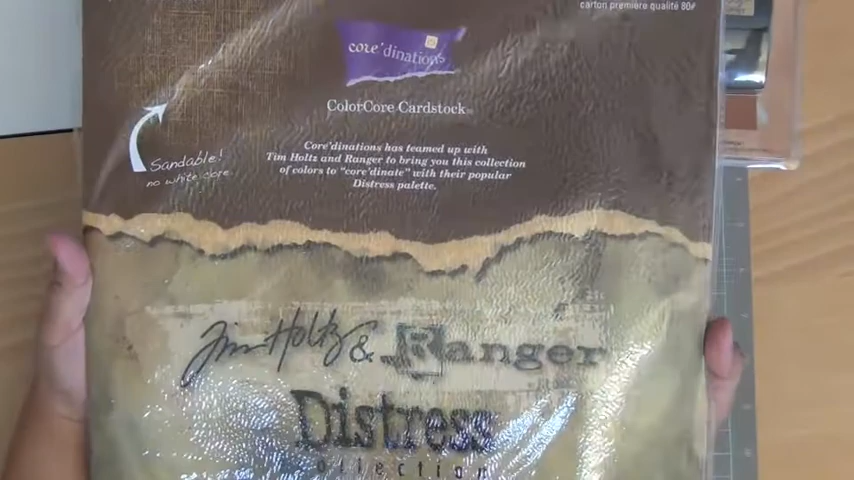 carton première qualité 80#
core'dinations
ColorCore Cardstock
Core'dinations has teamed up with
Tim Holtz and Ranger to bring you this collection
of colors to "core'dinate" with their popular
Distress palette.
Sandable!
no white core
Tim Holtz & Ranger
Distress
collection